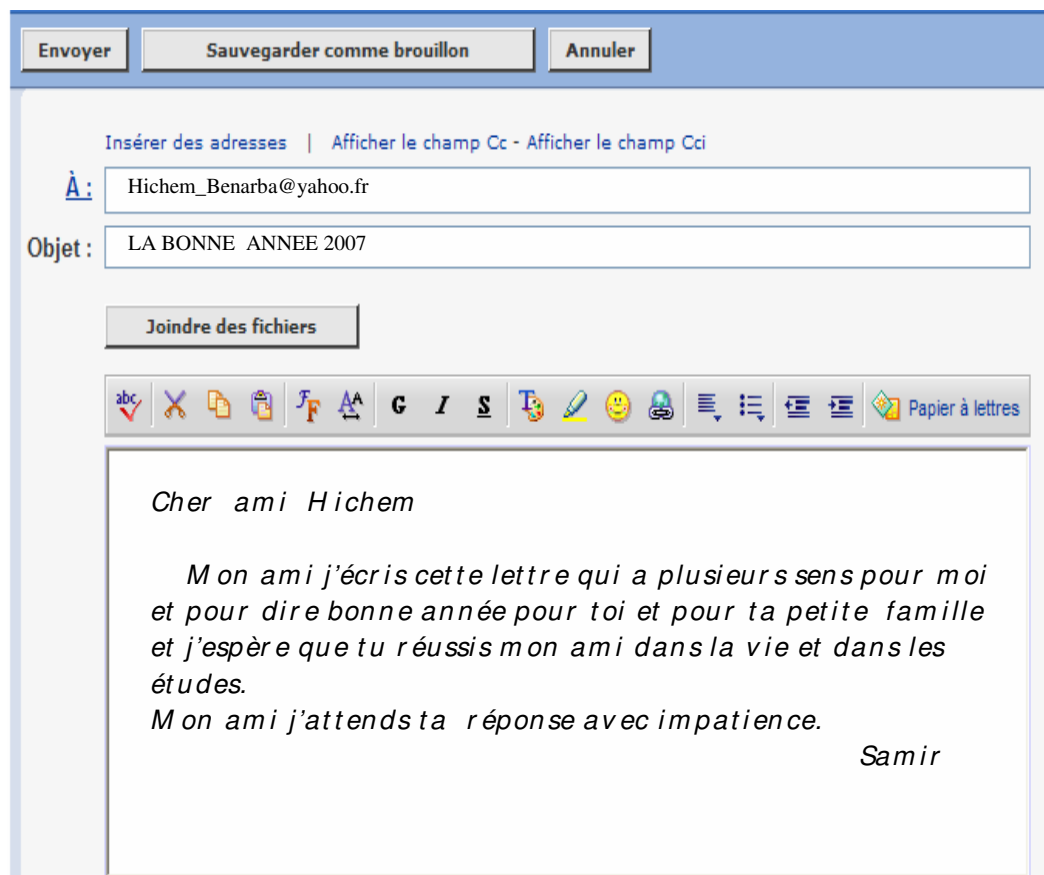 Envoyer Sauvegarder comme brouillon Annuler
Insérer des adresses | Afficher le champ Cc - Afficher le champ Cci
À : Hichem_Benarba@yahoo.fr
Objet : LA BONNE ANNEE 2007
Joindre des fichiers
abc F F A A G I S T Papier à lettres
Cher ami Hichem
Mon ami j'écris cette lettre qui a plusieurs sens pour moi
et pour dire bonne année pour toi et pour ta petite famille
et j'espère que tu réussis mon ami dans la vie et dans les
études.
Mon ami j'attends ta réponse avec impatience.
Samir